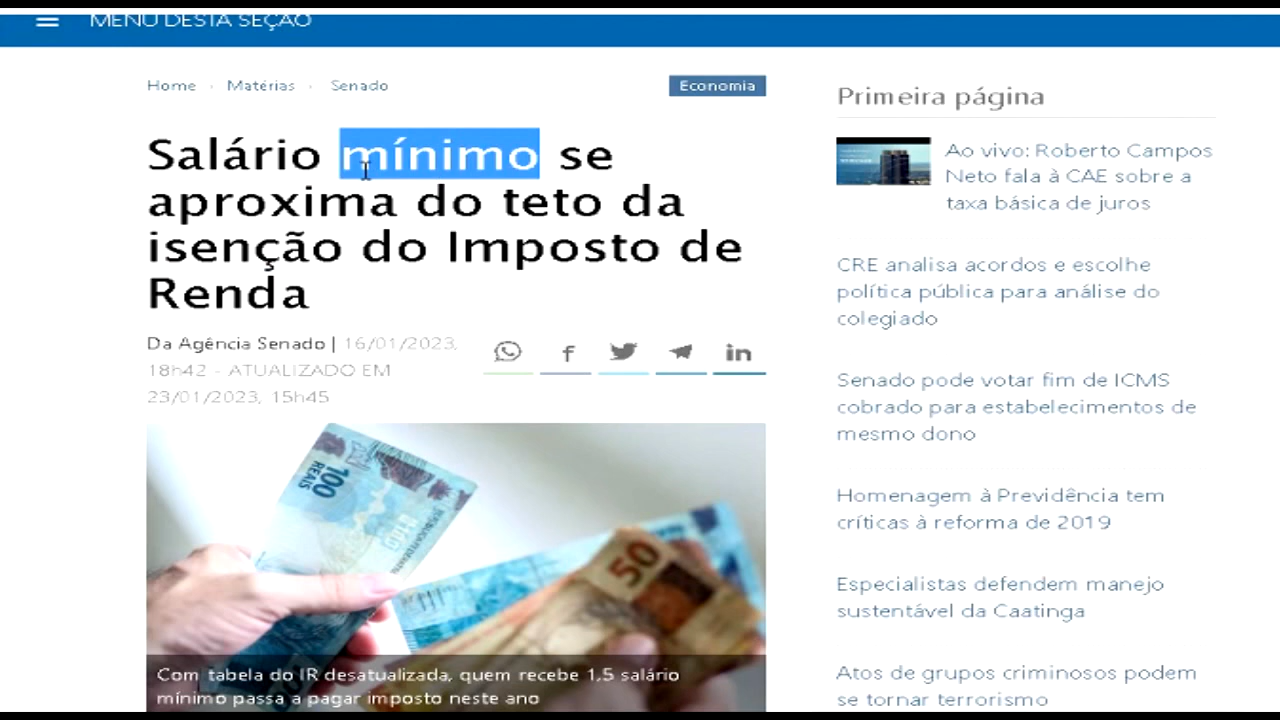 MENU DESTA SEÇÃO
Home › Matérias › Senado
Economia
Salário mínimo se
aproxima do teto da
isenção do Imposto de
Renda
Da Agência Senado | 16/01/2023,
18h42 - ATUALIZADO EM
23/01/2023, 15h45
100
REAIS
50
Com tabela do IR desatualizada, quem recebe 1,5 salário
mínimo passa a pagar imposto neste ano
Primeira página
Ao vivo: Roberto Campos
Neto fala à CAE sobre a
taxa básica de juros
CRE analisa acordos e escolhe
política pública para análise do
colegiado
Senado pode votar fim de ICMS
cobrado para estabelecimentos de
mesmo dono
Homenagem à Previdência tem
críticas à reforma de 2019
Especialistas defendem manejo
sustentável da Caatinga
Atos de grupos criminosos podem
se tornar terrorismo